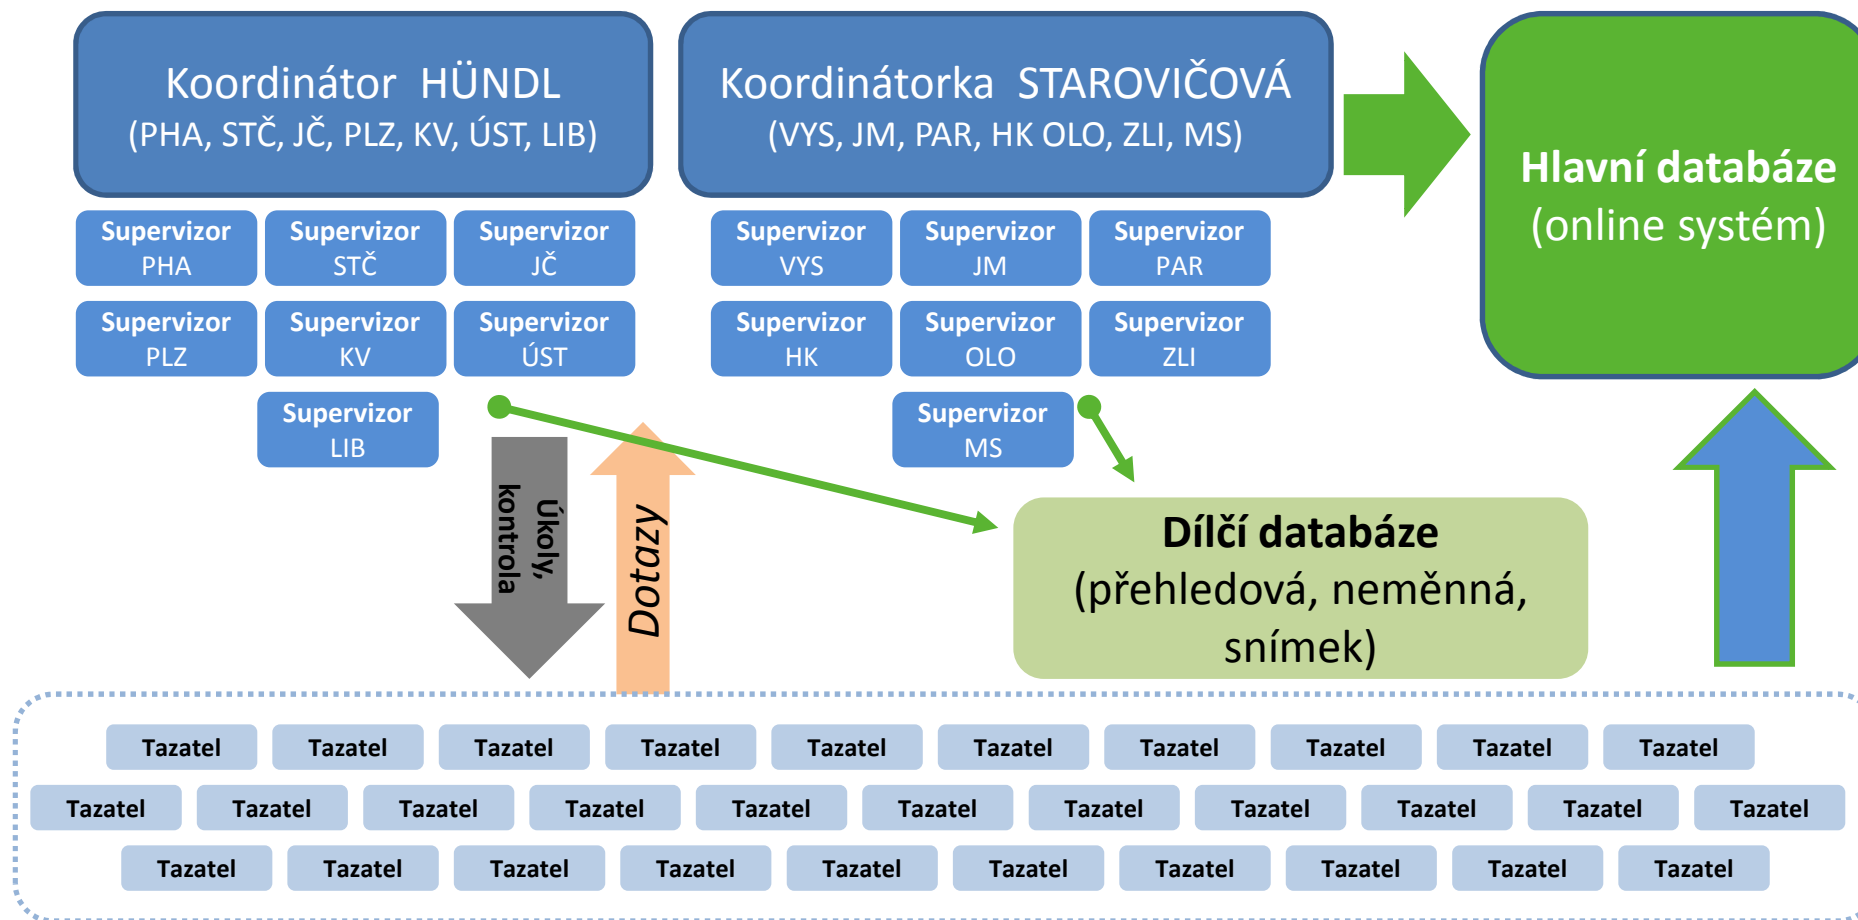 Koordinátor HÜNDL
(PHA, STČ, JČ, PLZ, KV, ÚST, LIB)
Koordinátorka STAROVIČOVÁ
(VYS, JM, PAR, HK OLO, ZLI, MS)
Hlavní databáze
(online systém)
Supervizor
PHA
Supervizor
STČ
Supervizor
JČ
Supervizor
VYS
Supervizor
JM
Supervizor
PAR
Supervizor
PLZ
Supervizor
KV
Supervizor
ÚST
Supervizor
HK
Supervizor
OLO
Supervizor
ZLI
Supervizor
LIB
Supervizor
MS
Úkoly,
kontrola
Dotazy
Dílčí databáze
(přehledová, neměnná,
snímek)
Tazatel Tazatel Tazatel Tazatel Tazatel Tazatel Tazatel Tazatel Tazatel Tazatel
Tazatel Tazatel Tazatel Tazatel Tazatel Tazatel Tazatel Tazatel Tazatel Tazatel Tazatel
Tazatel Tazatel Tazatel Tazatel Tazatel Tazatel Tazatel Tazatel Tazatel Tazatel